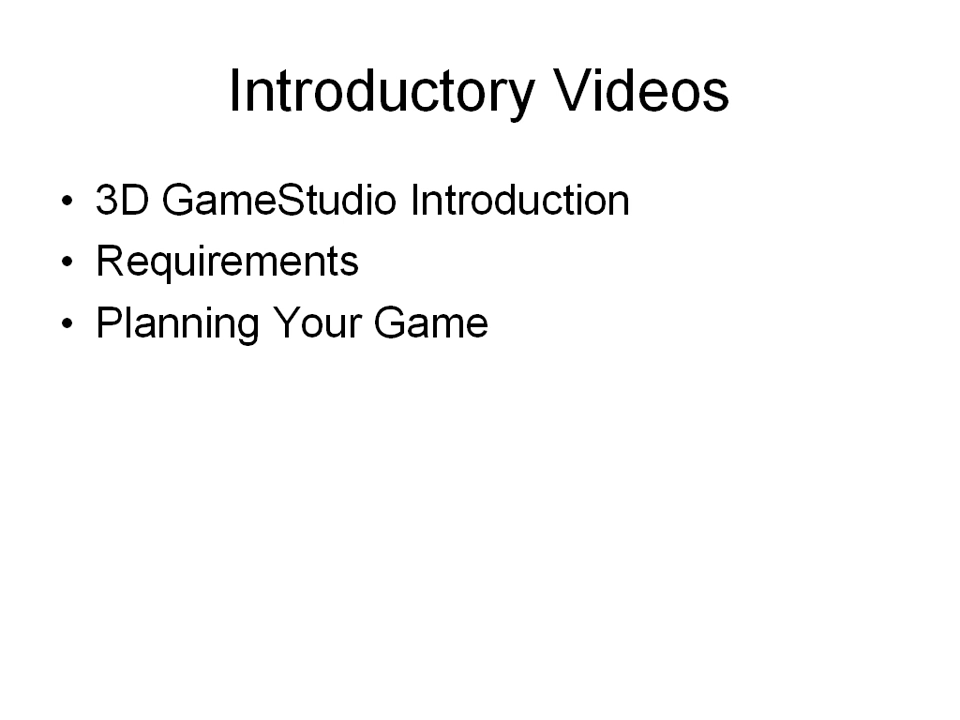 Introductory Videos
• 3D GameStudio Introduction
• Requirements
• Planning Your Game